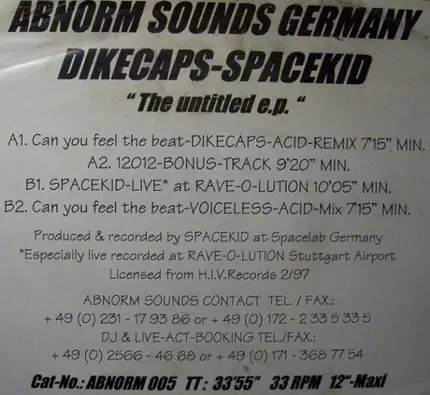 ABNORM SOUNDS GERMANY
DIKECAPS-SPACEKID
“ The untitled e.p. “
A1. Can you feel the beat-DIKECAPS-ACID-REMIX 7'15” MIN.
A2. 12012-BONUS-TRACK 9'20” MIN.
B1. SPACEKID-LIVE* at RAVE-O-LUTION 10'05” MIN.
B2. Can you feel the beat-VOICELESS-ACID-Mix 7'15” MIN.
Produced & recorded by SPACEKID at Spacelab Germany
*Especially live recorded at RAVE-O-LUTION Stuttgart Airport
Licensed from H.I.V.Records 2/97
ABNORM SOUNDS CONTACT TEL. / FAX.:
+ 49 (0) 231 - 17 93 86 or + 49 (0) 172 - 2 33 5 33 5
DJ & LIVE-ACT-BOOKING TEL./FAX.:
+ 49 (0) 2566 - 46 68 or + 49 (0) 171 - 368 77 54
Cat-No.: ABNORM 005 TT : 33'55” 33 RPM 12“-Maxi